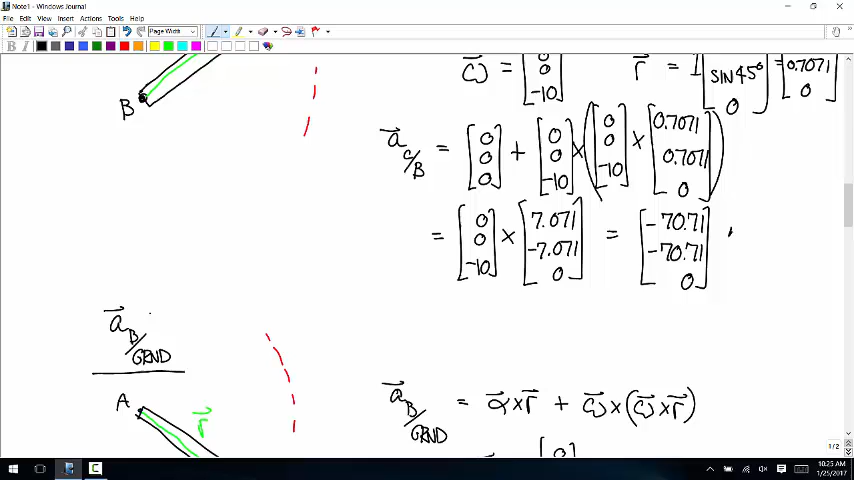 Note1 - Windows Journal
File Edit View Insert Actions Tools Help
Page Width
B I
B
ω⃗ = [0 0 -10] r⃗ = 1 [SIN45° 0] = [0.7071 0]
a⃗ C/B = [0 0 0] + [0 0 -10] × ([0 0 -10] × [0.7071 0.7071 0])
= [0 0 -10] × [7.071 -7.071 0] = [-70.71 -70.71 0]
a⃗ B/GRND
A
r⃗
a⃗ B/GRND = α⃗×r⃗ + ω⃗×(ω⃗×r⃗)
1/2
10:25 AM
1/25/2017